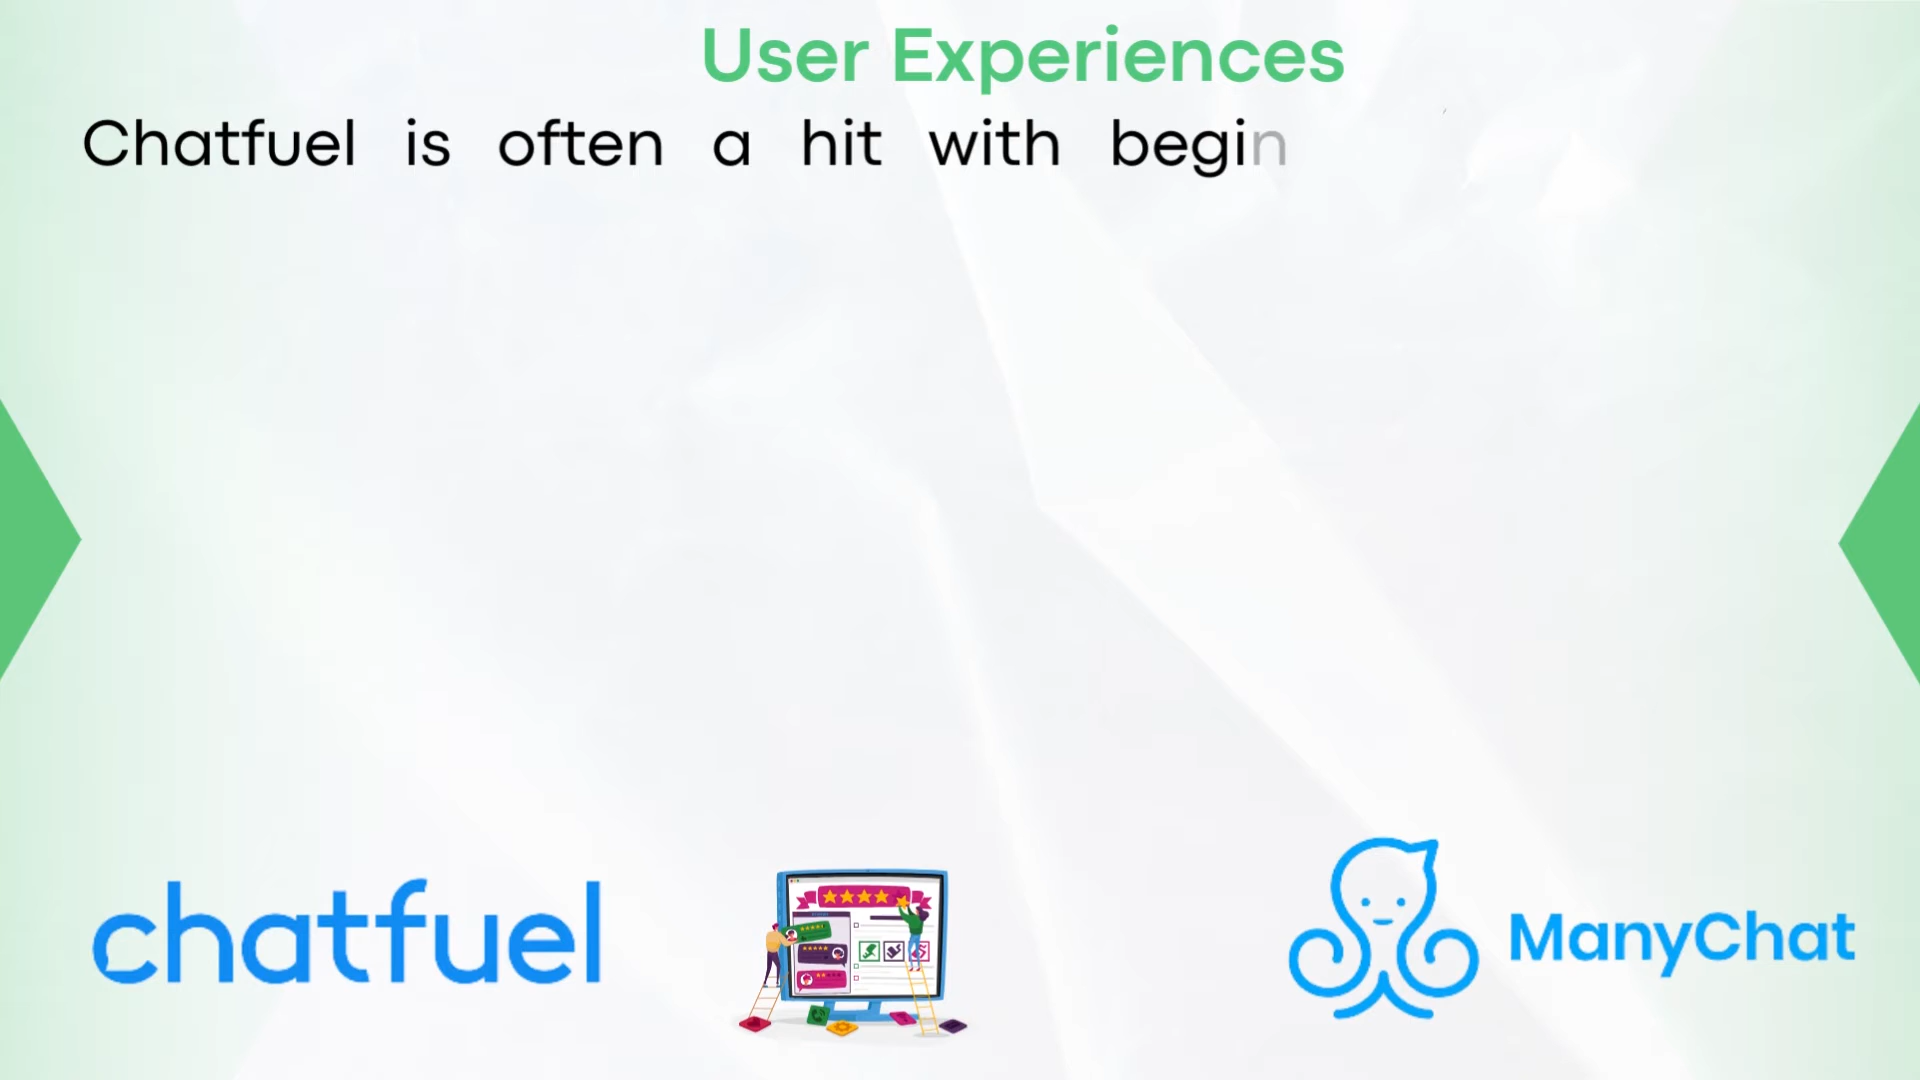 User Experiences
Chatfuel is often a hit with begin
chatfuel
ManyChat